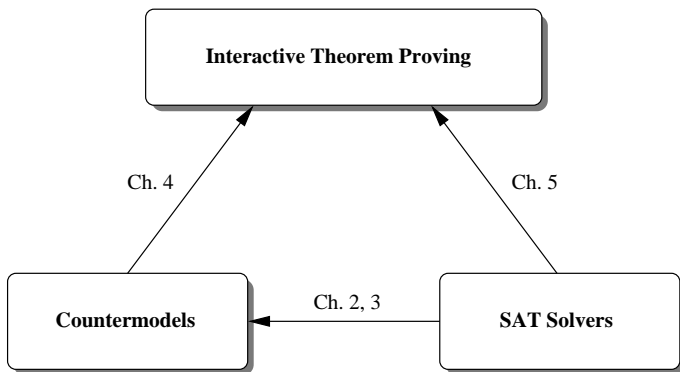 Interactive Theorem Proving
Ch. 4
Ch. 5
Ch. 2, 3
Countermodels
SAT Solvers